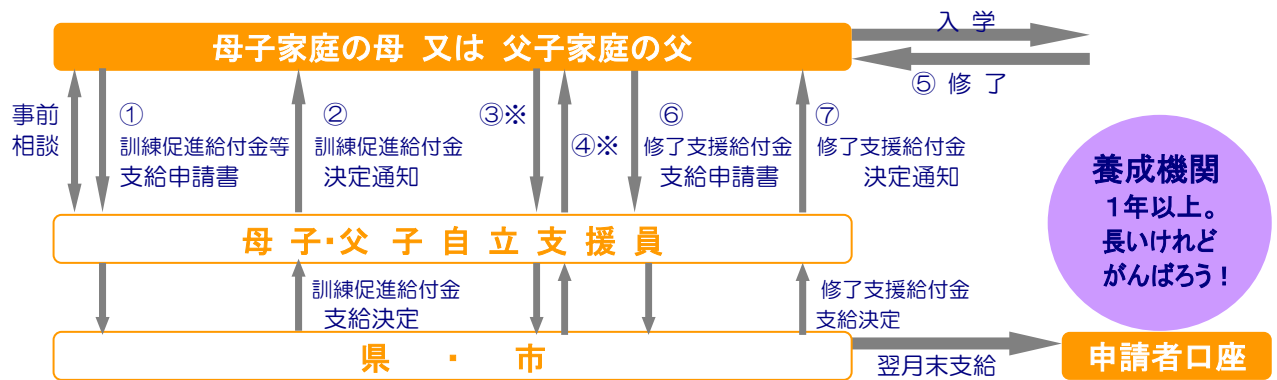 入 学
母子家庭の母 又は 父子家庭の父
⑤ 修 了
事前
相談
①
訓練促進給付金等
支給申請書
②
訓練促進給付金
決定通知
③※
④※
⑥
修了支援給付金
支給申請書
⑦
修了支援給付金
決定通知
養成機関
1年以上。
長いけれど
がんばろう！
母 子・父 子 自 立 支 援 員
訓練促進給付金
支給決定
修了支援給付金
支給決定
県 ・ 市
翌月末支給
申請者口座